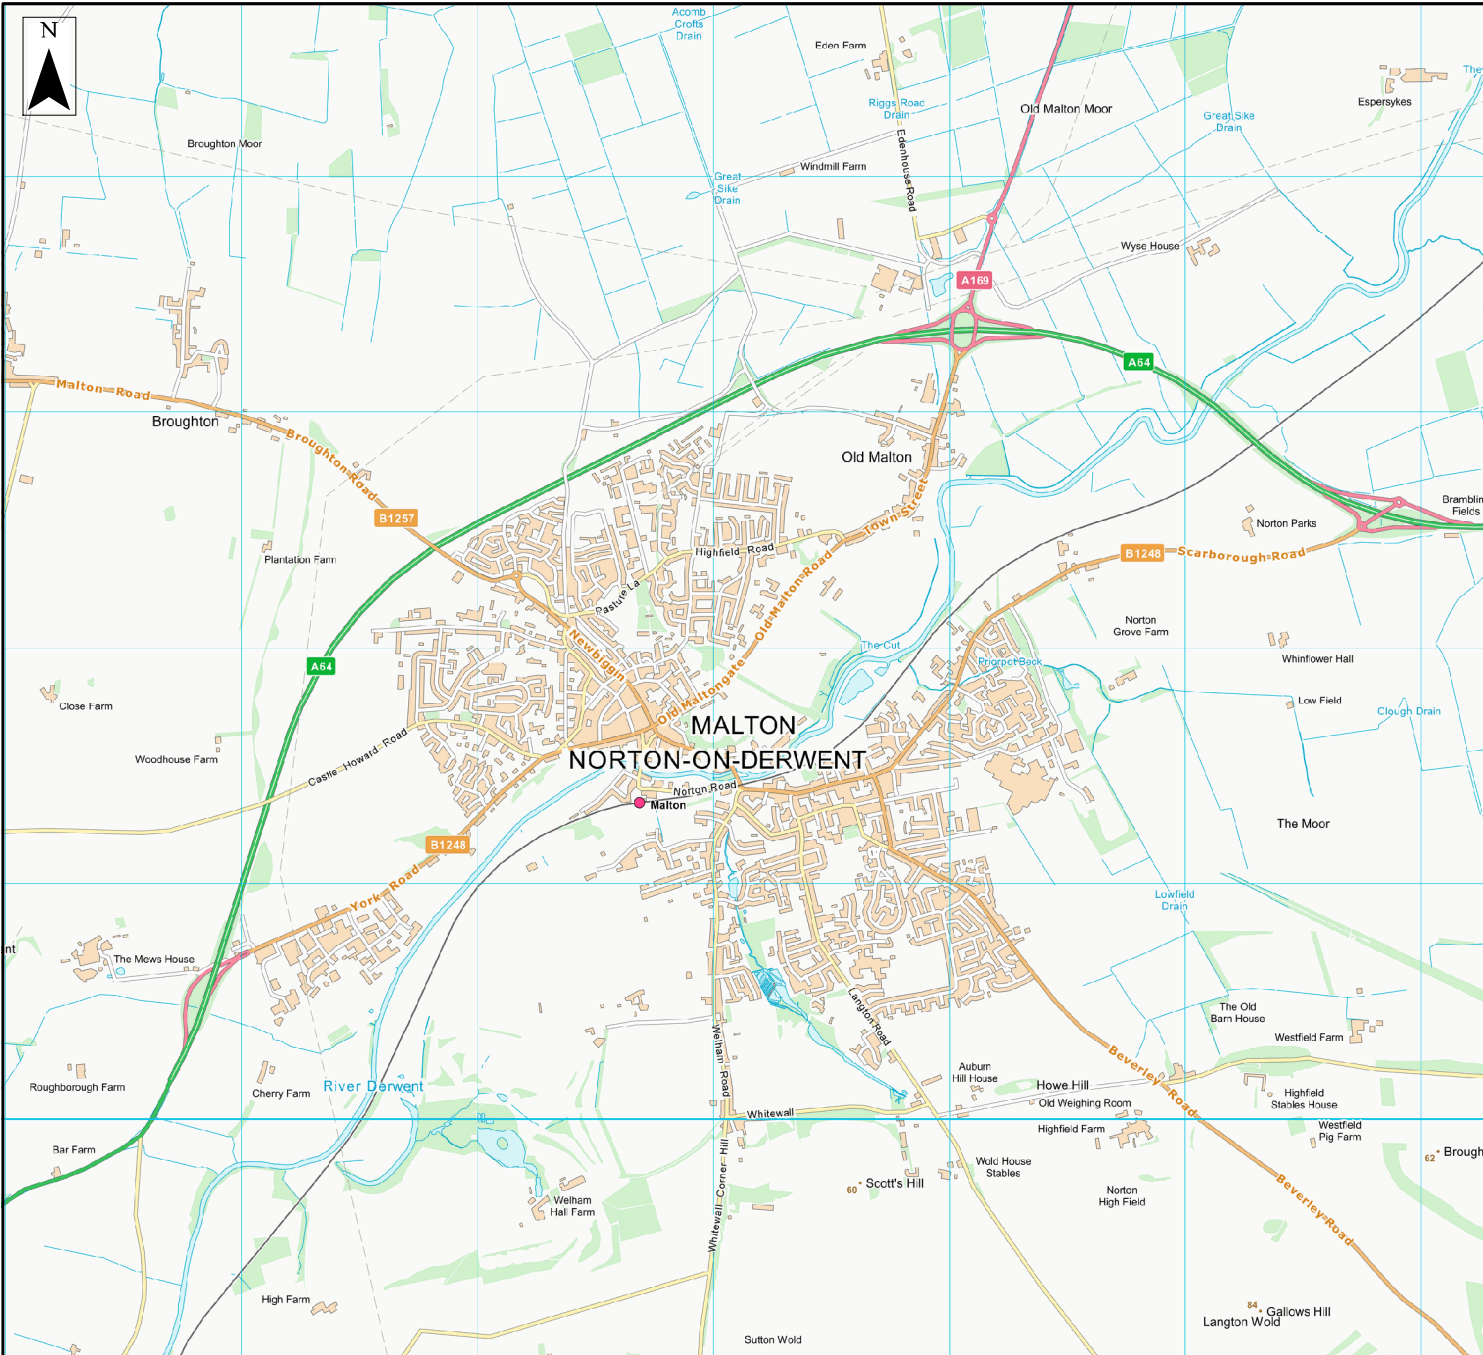 N
Acomb
Crofts
Drain
Eden Farm
Espersykes
The
Riggs Road
Drain
Old Malton Moor
Great Sike
Drain
Broughton Moor
Edenhouse Road
Windmill Farm
Great
Sike
Drain
Wyse House
A169
A64
Malton Road
Broughton
Broughton Road
Old Malton
Town Street
B1257
Bramblin
Fields
Norton Parks
Plantation Farm
Highfield Road
B1248
Scarborough Road
Pasture La
Old Malton Road
Norton
Grove Farm
Newbiggin
The Cut
Priorpot Beck
Whinflower Hall
A64
Close Farm
Old Maltongate
Low Field
Clough Drain
MALTON
NORTON-ON-DERWENT
Woodhouse Farm
Castle Howard Road
Norton Road
Malton
The Moor
B1248
York Road
Lowfield
Drain
nt
The Mews House
Langton Road
The Old
Barn House
Westfield Farm
Welham Road
Beverley Road
Roughborough Farm
Cherry Farm
River Derwent
Auburn
Hill House
Howe Hill
Old Weighing Room
Highfield
Stables House
Whitewall
Highfield Farm
Westfield
Pig Farm
Bar Farm
62
Brough
Wold House
Stables
60
Scott's Hill
Norton
High Field
Welham
Hall Farm
Whitewall Corner Hill
Beverley Road
High Farm
84
Gallows Hill
Langton Wold
Sutton Wold